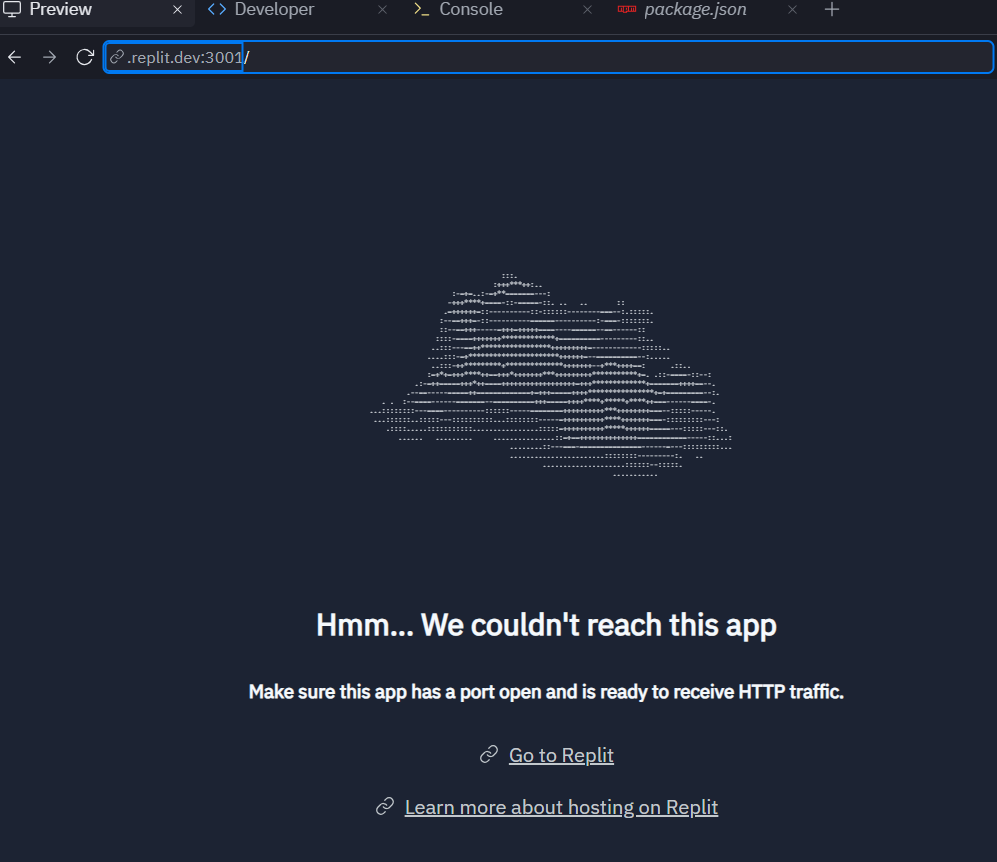 Preview
Developer
Console
package.json
.replit.dev:3001/
Hmm... We couldn't reach this app
Make sure this app has a port open and is ready to receive HTTP traffic.
Go to Replit
Learn more about hosting on Replit